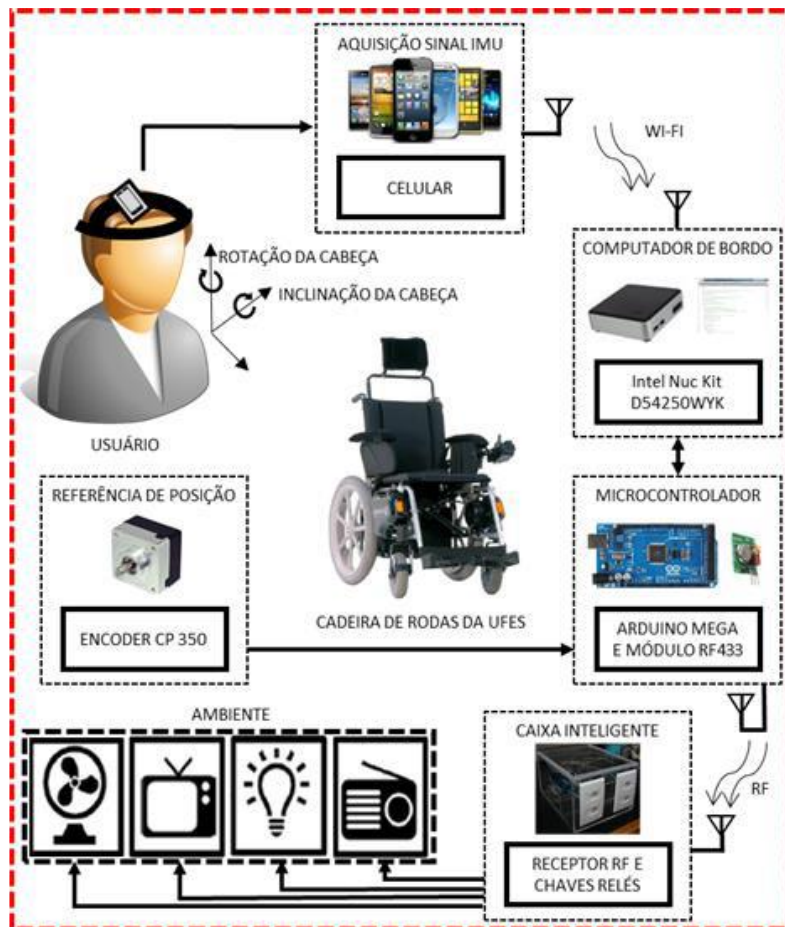 AQUISIÇÃO SINAL IMU
CELULAR
WI-FI
COMPUTADOR DE BORDO
Intel Nuc Kit
D54250WYK
ROTAÇÃO DA CABEÇA
INCLINAÇÃO DA CABEÇA
USUÁRIO
REFERÊNCIA DE POSIÇÃO
ENCODER CP 350
CADEIRA DE RODAS DA UFES
MICROCONTROLADOR
ARDUINO MEGA
E MÓDULO RF433
AMBIENTE
CAIXA INTELIGENTE
RECEPTOR RF E
CHAVES RELÉS
RF